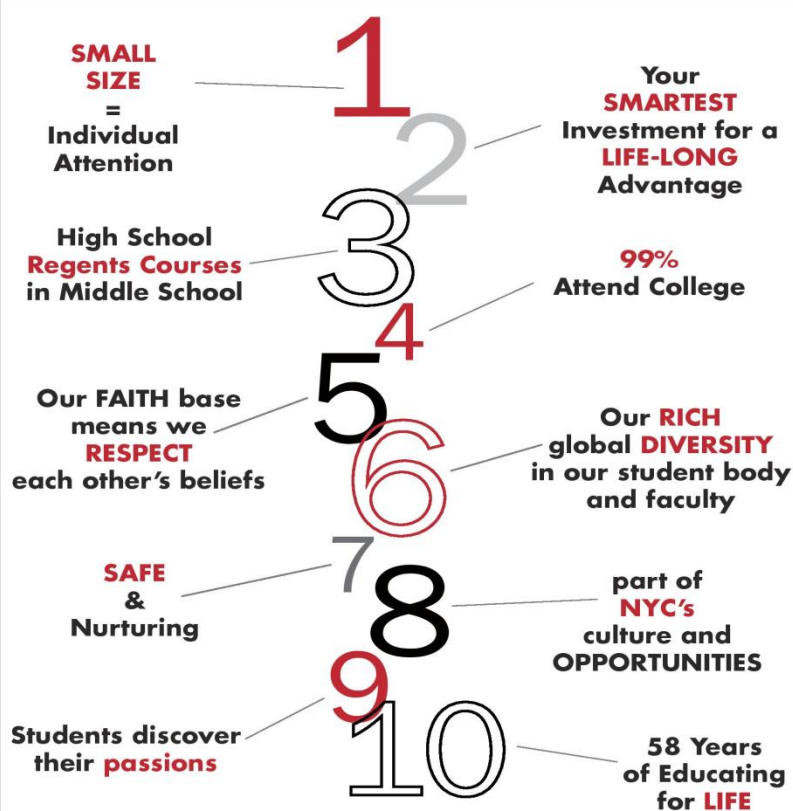 1
SMALL
SIZE
=
Individual
Attention
2
Your
SMARTEST
Investment for a
LIFE-LONG
Advantage
3
High School
Regents Courses
in Middle School
4
99%
Attend College
5
Our FAITH base
means we
RESPECT
each other's beliefs
6
Our RICH
global DIVERSITY
in our student body
and faculty
7
SAFE
&
Nurturing
8
part of
NYC's
culture and
OPPORTUNITIES
9
Students discover
their passions
10
58 Years
of Educating
for LIFE